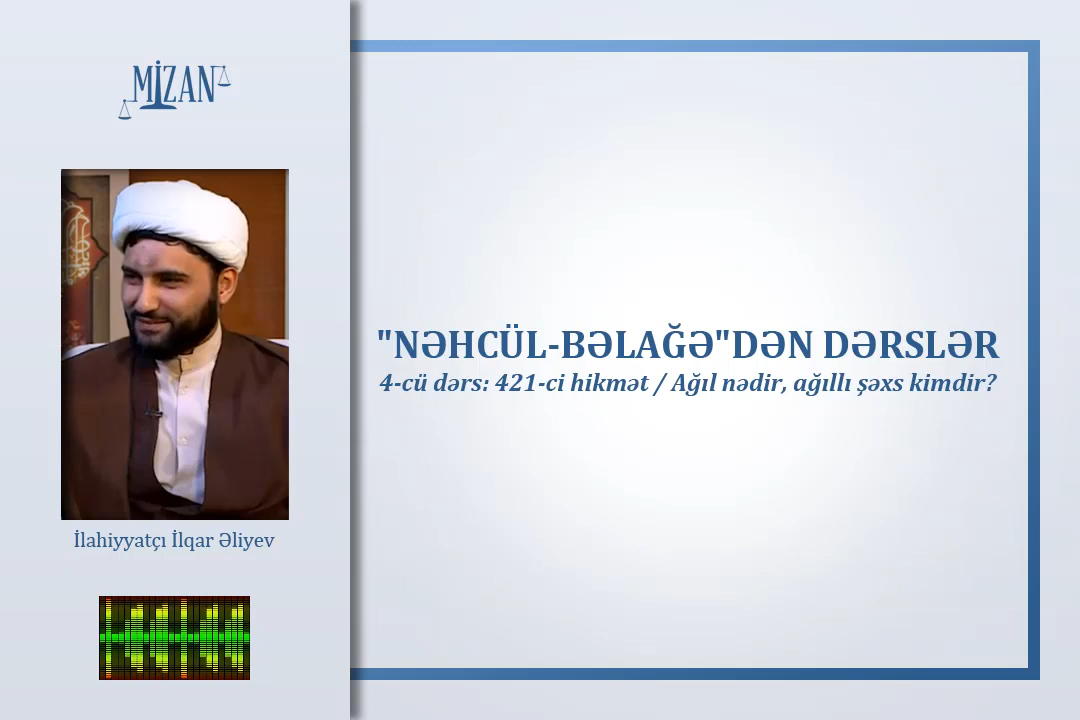 MİZAN
İlahiyyatçı İlqar Əliyev
"NƏHCÜL-BƏLAĞƏ"DƏN DƏRSLƏR
4-cü dərs: 421-ci hikmət / Ağıl nədir, ağıllı şəxs kimdir?